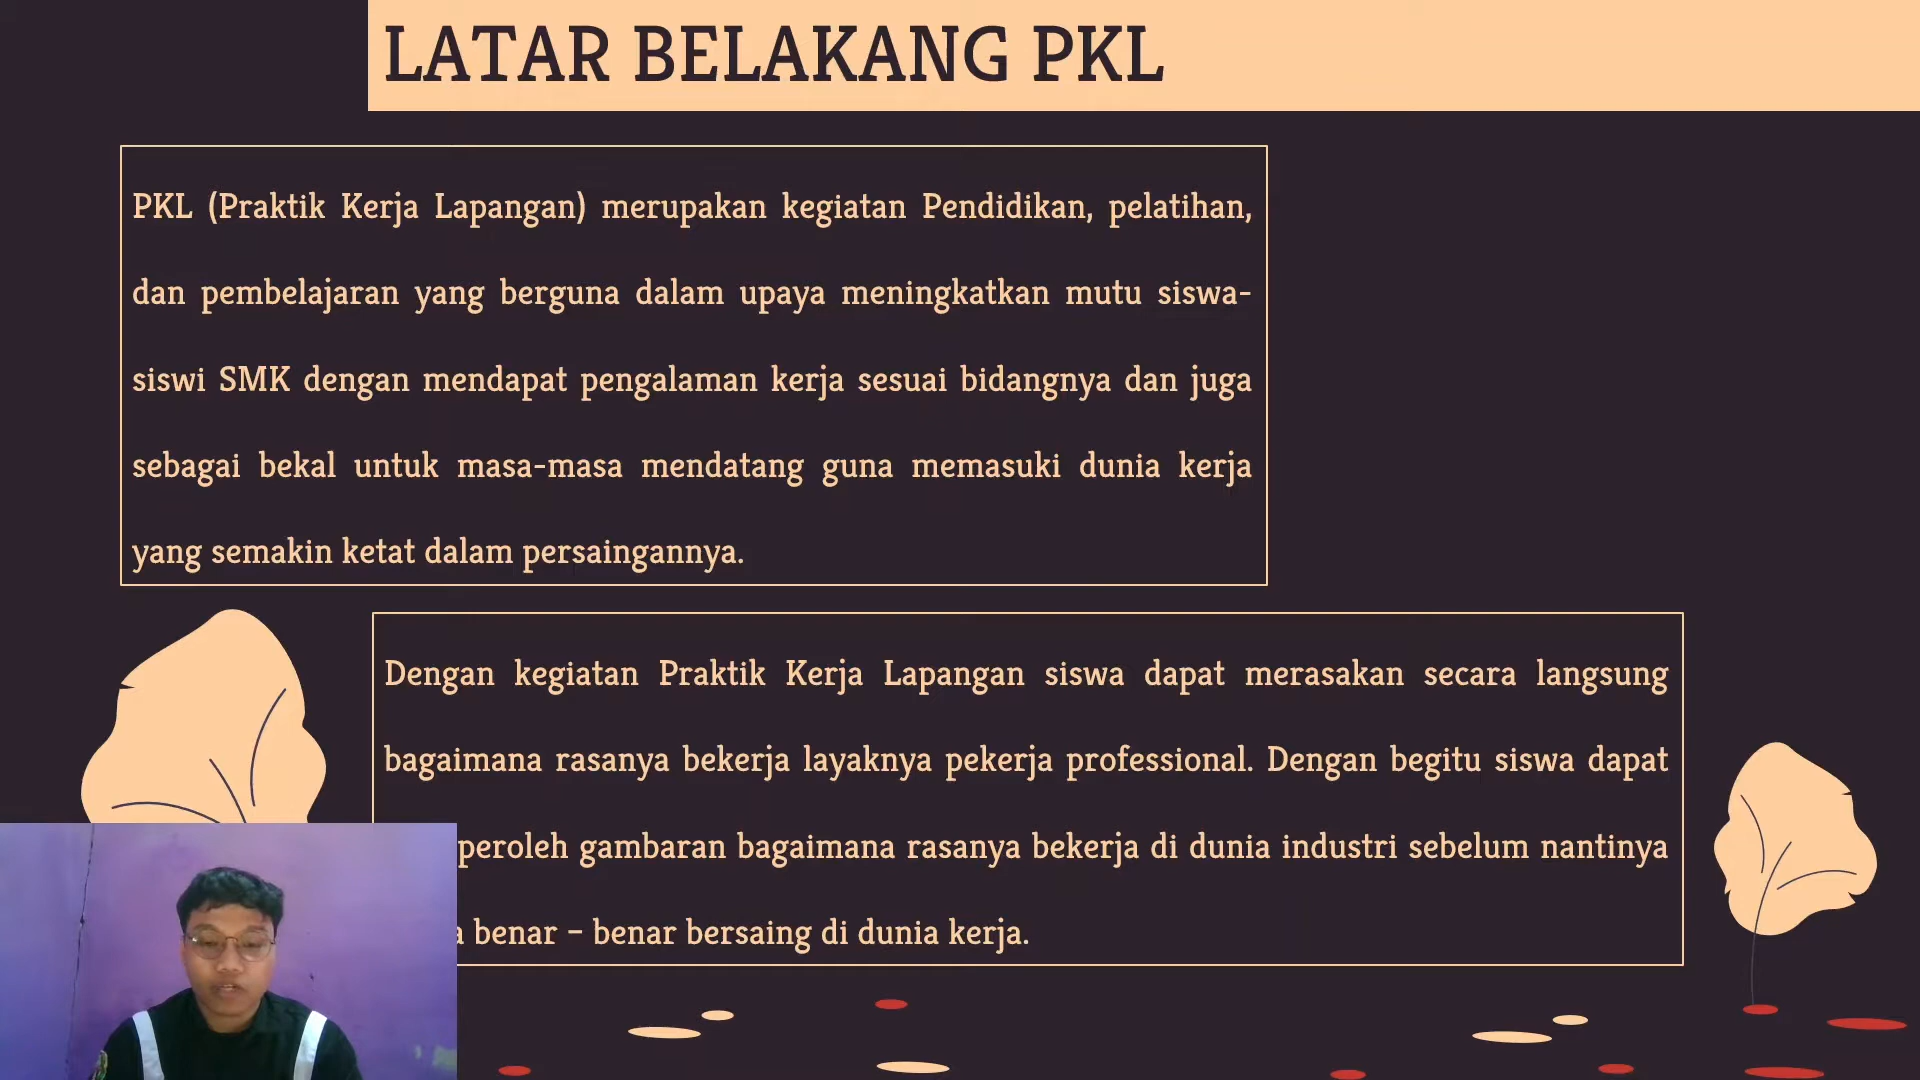 LATAR BELAKANG PKL
PKL (Praktik Kerja Lapangan) merupakan kegiatan Pendidikan, pelatihan,
dan pembelajaran yang berguna dalam upaya meningkatkan mutu siswa-
siswi SMK dengan mendapat pengalaman kerja sesuai bidangnya dan juga
sebagai bekal untuk masa-masa mendatang guna memasuki dunia kerja
yang semakin ketat dalam persaingannya.
Dengan kegiatan Praktik Kerja Lapangan siswa dapat merasakan secara langsung
bagaimana rasanya bekerja layaknya pekerja professional. Dengan begitu siswa dapat
peroleh gambaran bagaimana rasanya bekerja di dunia industri sebelum nantinya
benar – benar bersaing di dunia kerja.